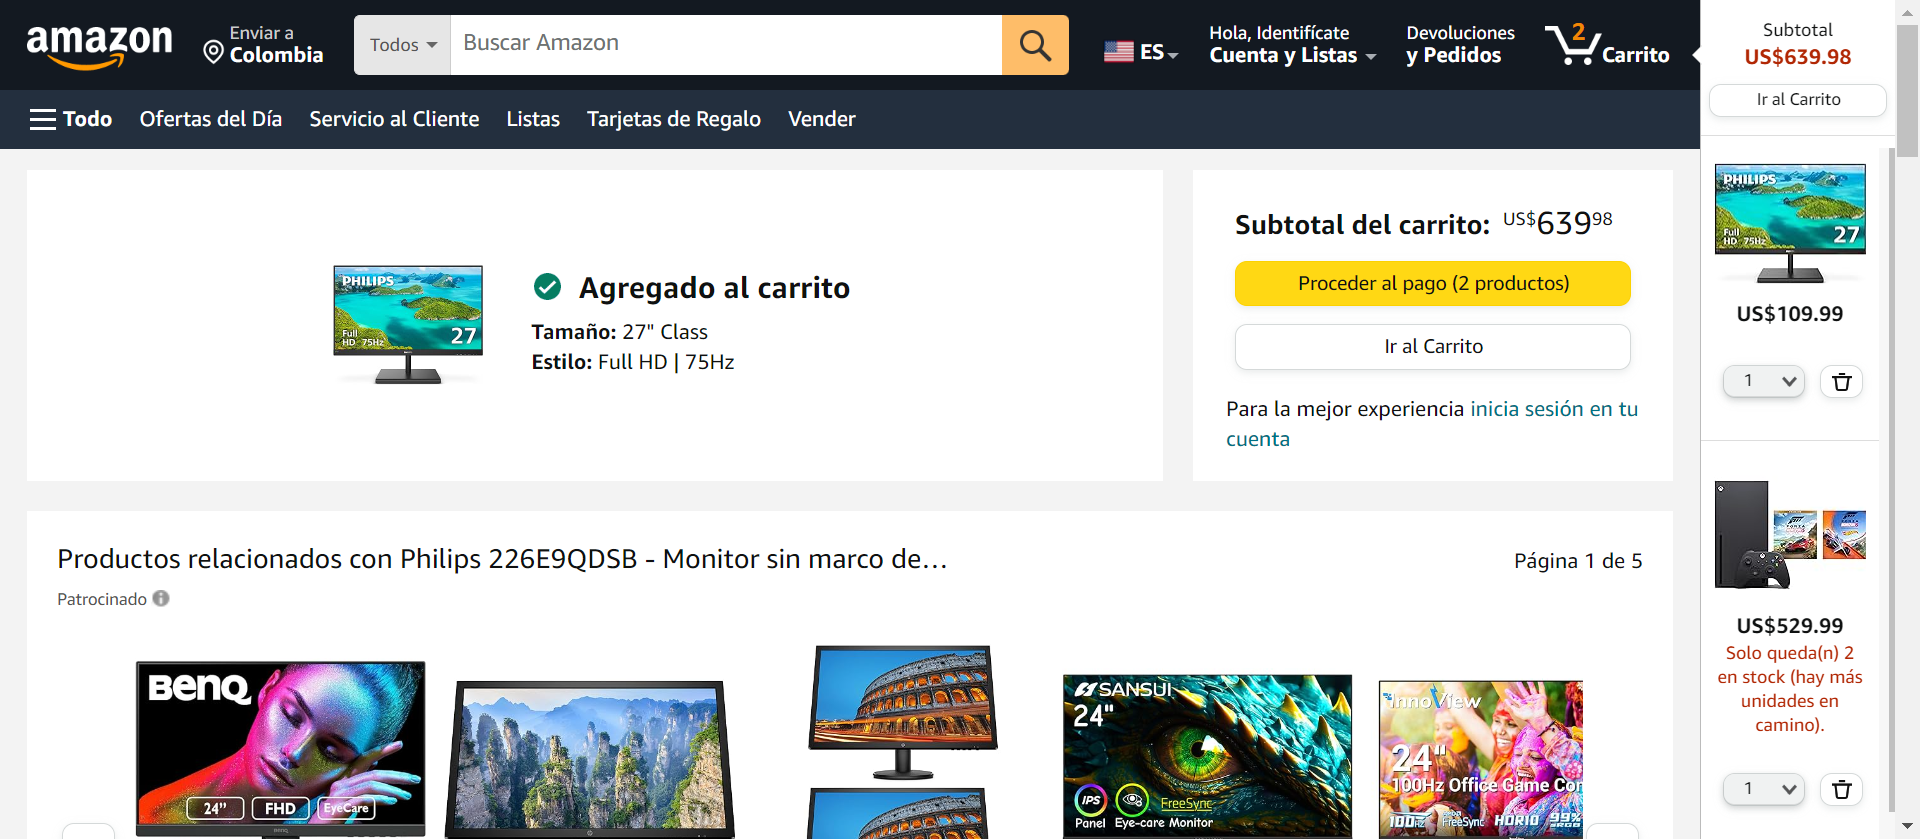 amazon
Enviar a
Colombia
Todos
Buscar Amazon
ES
Hola, Identifícate
Cuenta y Listas
Devoluciones
y Pedidos
2
Carrito
Subtotal
US$639.98
Ir al Carrito
Todo
Ofertas del Día
Servicio al Cliente
Listas
Tarjetas de Regalo
Vender
PHILIPS
Full
HD 75Hz
27
Agregado al carrito
Tamaño: 27" Class
Estilo: Full HD | 75Hz
Subtotal del carrito: US$63998
Proceder al pago (2 productos)
Ir al Carrito
Para la mejor experiencia inicia sesión en tu
cuenta
PHILIPS
Full
HD 75Hz
27
US$109.99
1
US$529.99
Solo queda(n) 2
en stock (hay más
unidades en
camino).
1
Productos relacionados con Philips 226E9QDSB - Monitor sin marco de…
Página 1 de 5
Patrocinado
BenQ
24"
FHD
EyeCare
SANSUI
24"
IPS
FreeSync
Panel
Eye-care Monitor
InnoView
24"
100Hz Office Game Cor
100Hz
FreeSync
HDR10
99%
sRGB